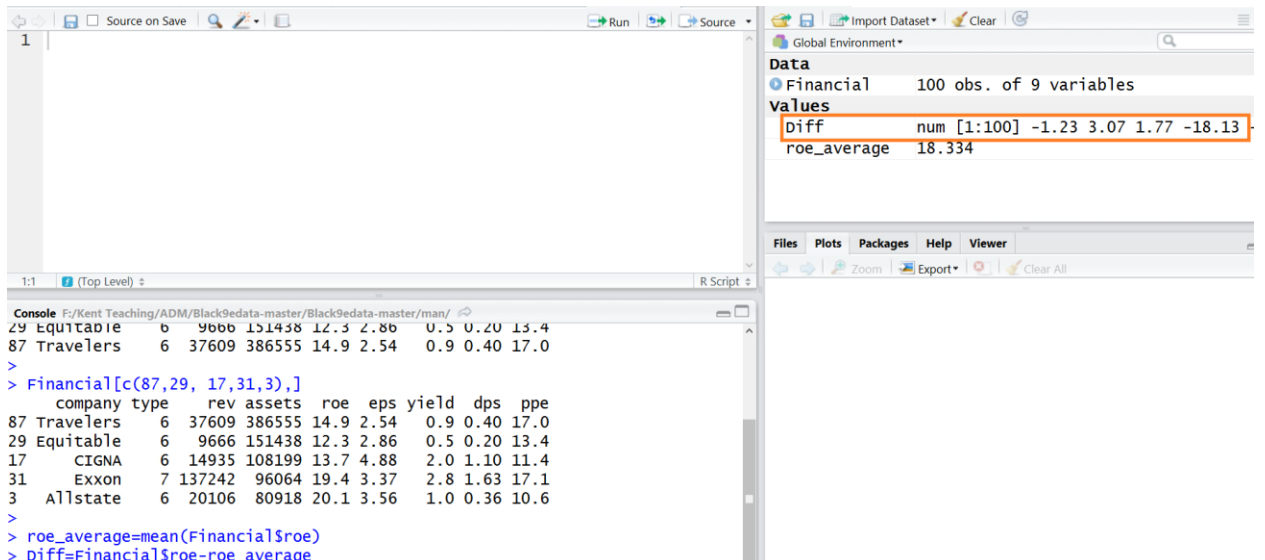 Source on Save Run Source
1
1:1 (Top Level) R Script
Console F:/Kent Teaching/ADM/Black9edata-master/Black9edata-master/man/
29 Equitable 6 9666 151438 12.3 2.86 0.5 0.20 13.4
87 Travelers 6 37609 386555 14.9 2.54 0.9 0.40 17.0
>
> Financial[c(87,29, 17,31,3),]
company type rev assets roe eps yield dps ppe
87 Travelers 6 37609 386555 14.9 2.54 0.9 0.40 17.0
29 Equitable 6 9666 151438 12.3 2.86 0.5 0.20 13.4
17 CIGNA 6 14935 108199 13.7 4.88 2.0 1.10 11.4
31 Exxon 7 137242 96064 19.4 3.37 2.8 1.63 17.1
3 Allstate 6 20106 80918 20.1 3.56 1.0 0.36 10.6
>
> roe_average=mean(Financial$roe)
> Diff=Financial$roe-roe_average
Import Dataset Clear
Global Environment
Data
Financial 100 obs. of 9 variables
Values
Diff num [1:100] -1.23 3.07 1.77 -18.13 -
roe_average 18.334
Files Plots Packages Help Viewer
Zoom Export Clear All